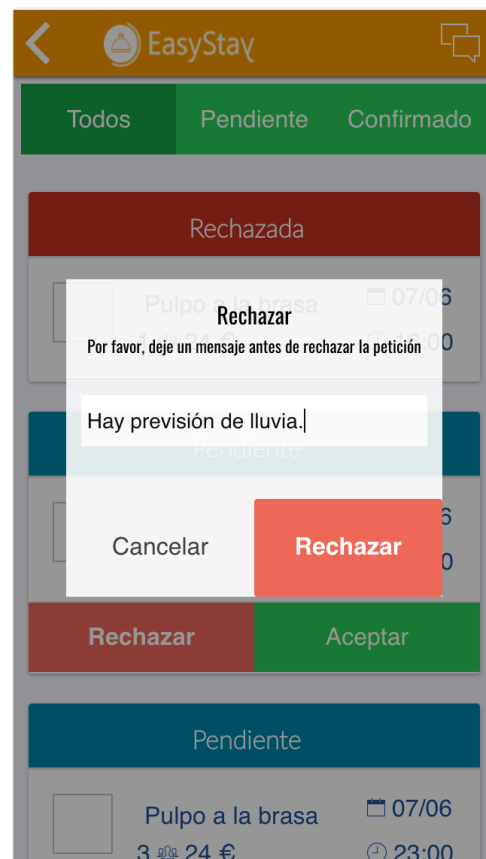 EasyStay
Todos Pendiente Confirmado
Rechazada
Pulpo a la brasa 07/06
24 €
Rechazar
Por favor, deje un mensaje antes de rechazar la petición
Hay previsión de lluvia.
Pendiente
Cancelar Rechazar
Rechazar Aceptar
Pendiente
Pulpo a la brasa 07/06
3 24 € 23:00